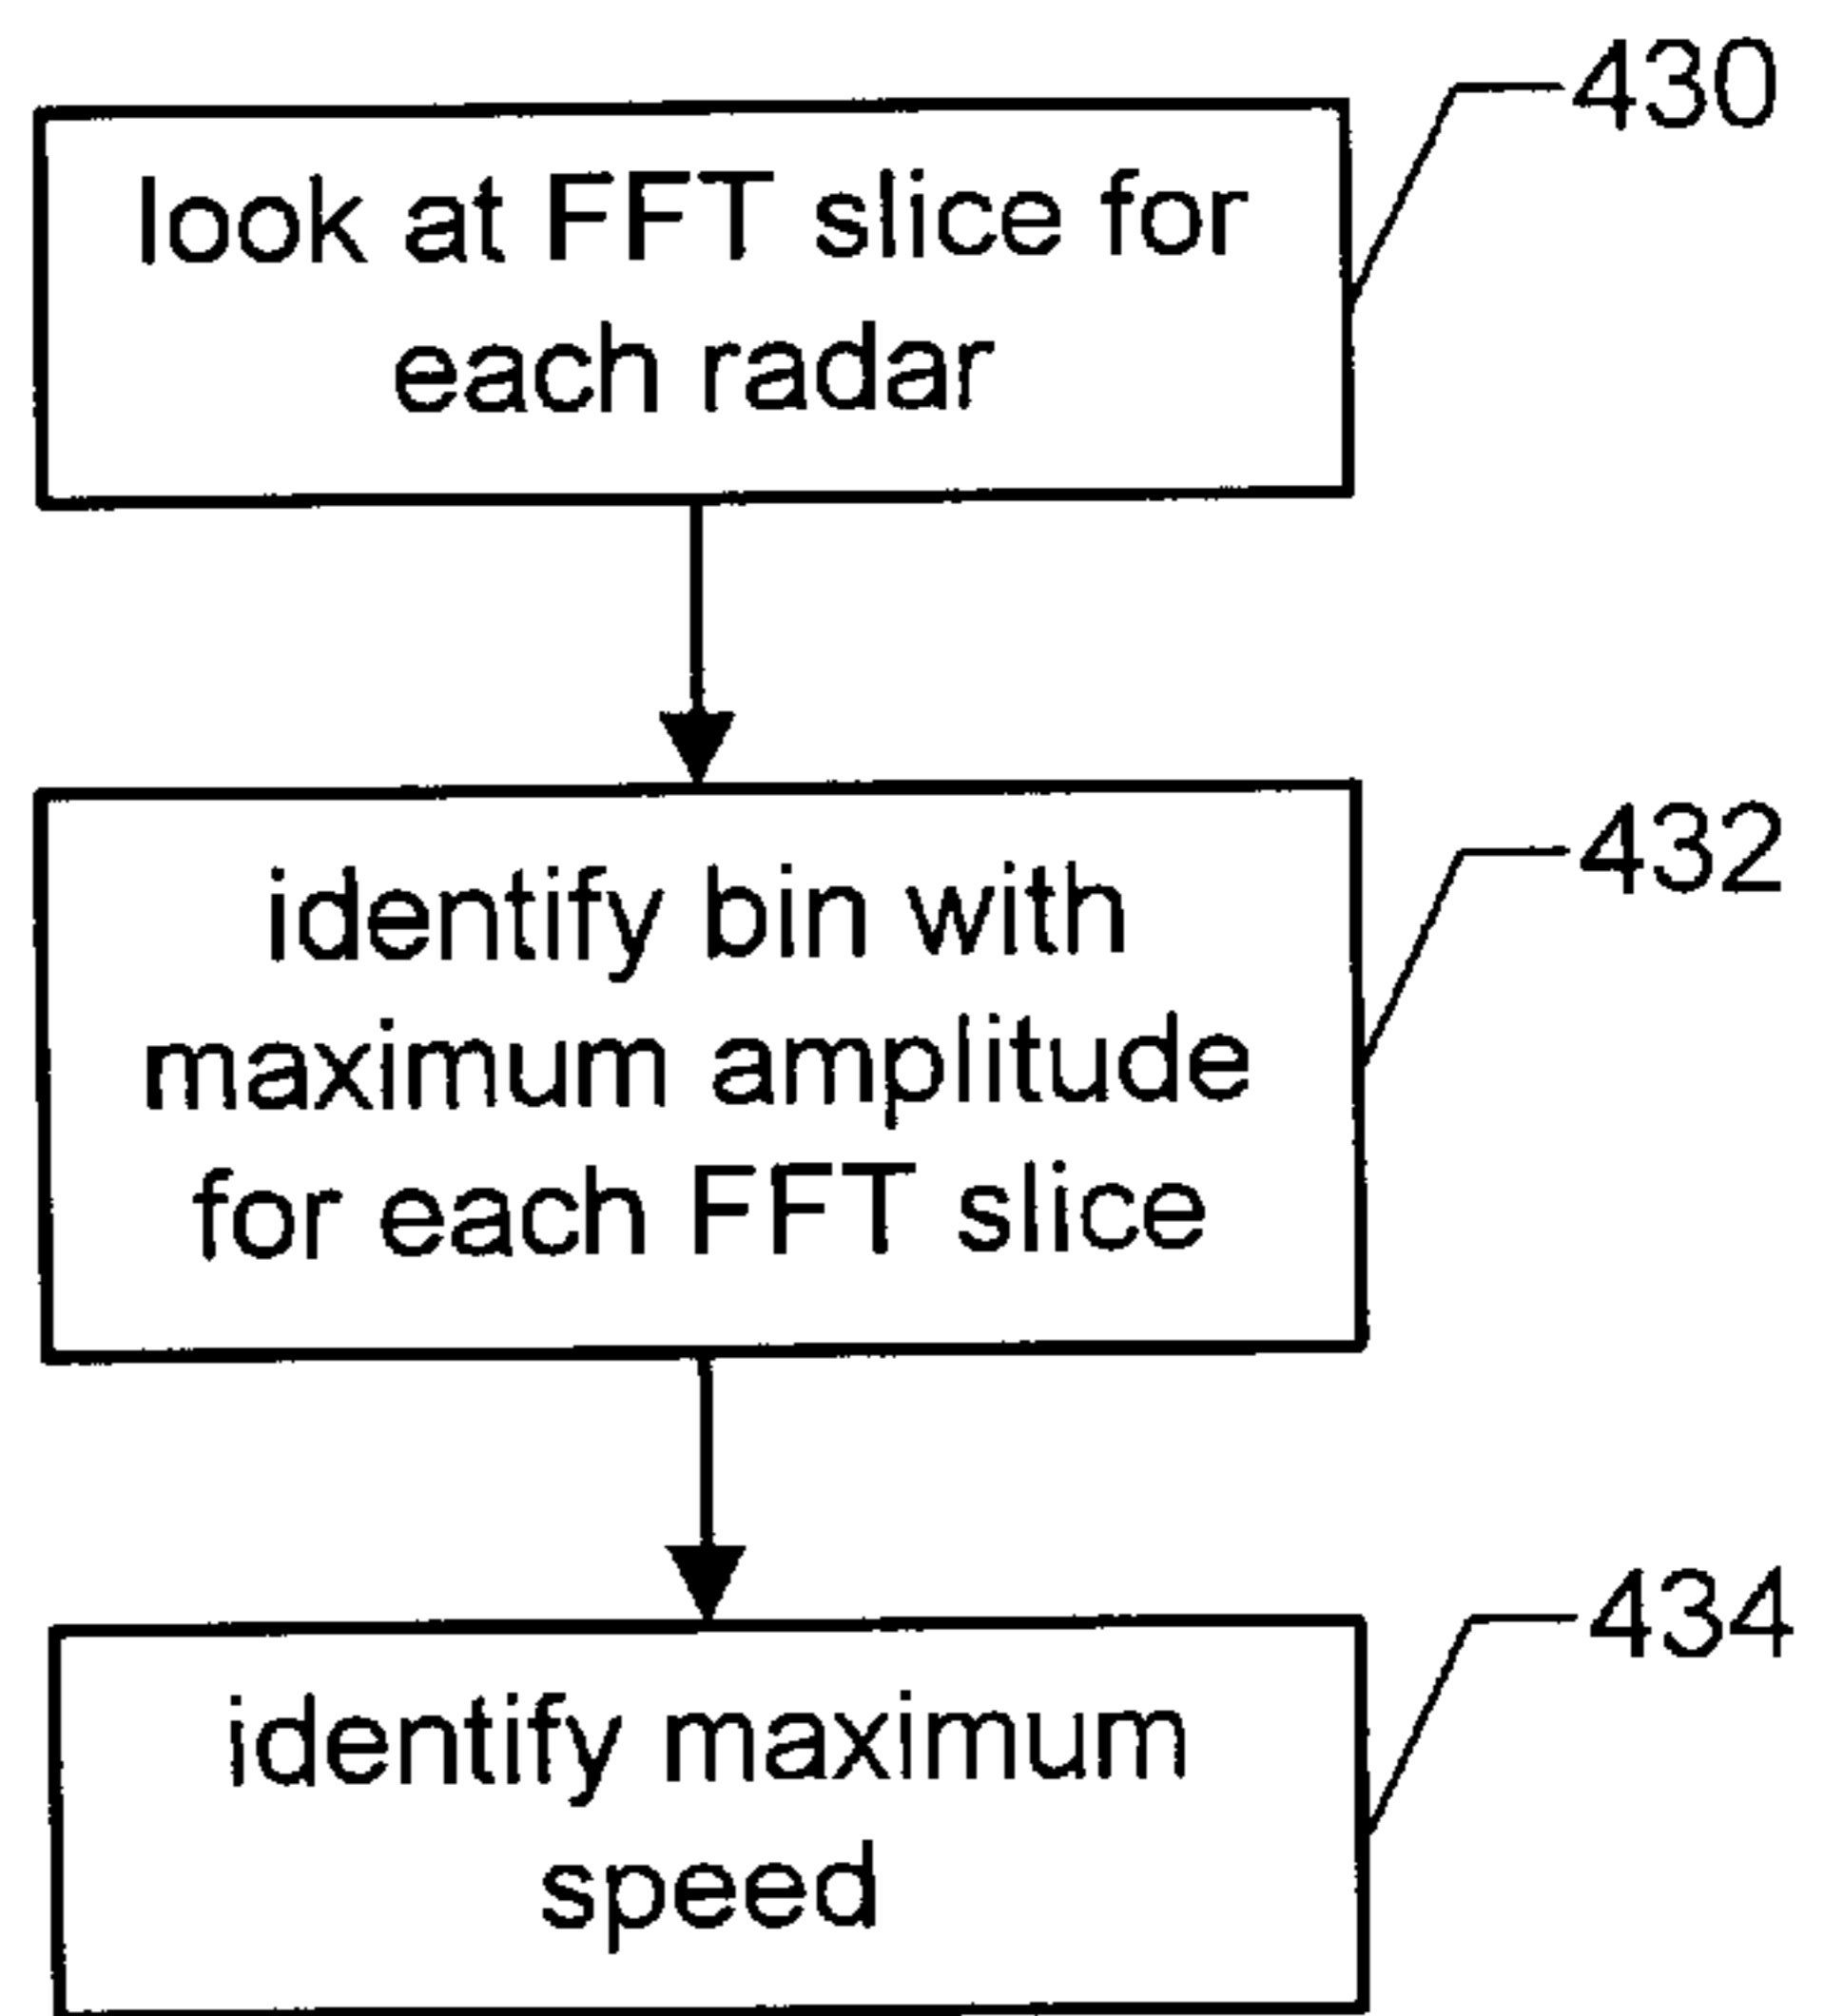 430
look at FFT slice for
each radar
432
identify bin with
maximum amplitude
for each FFT slice
434
identify maximum
speed